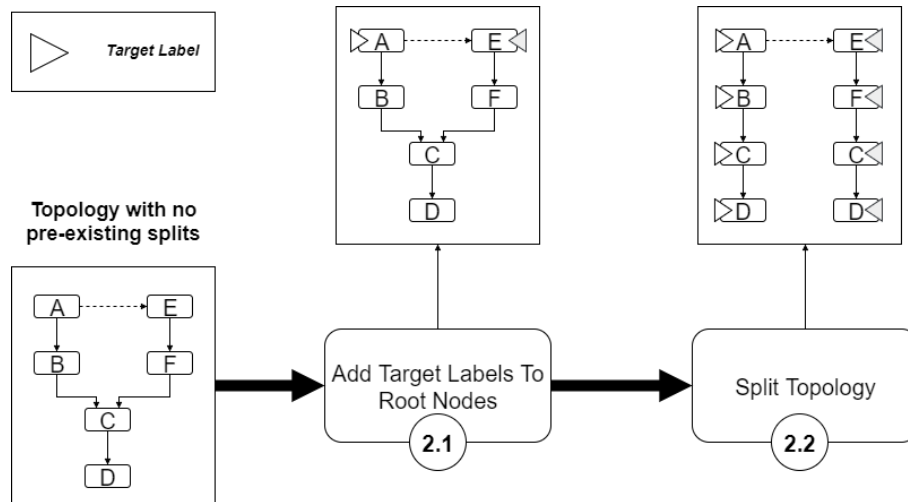 Target Label
A
E
B
F
C
D
A
E
B
F
C
C
D
D
Topology with no
pre-existing splits
A
E
B
F
C
D
Add Target Labels To
Root Nodes
2.1
Split Topology
2.2